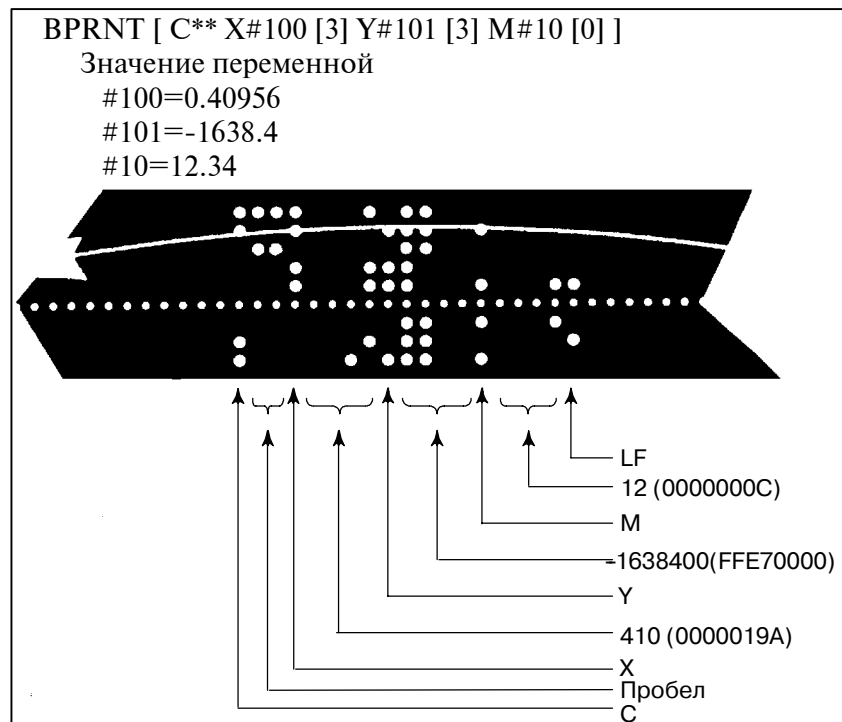 BPRNT [ C** X#100 [3] Y#101 [3] M#10 [0] ]
Значение переменной
#100=0.40956
#101=-1638.4
#10=12.34
LF
12 (0000000C)
M
-1638400(FFE70000)
Y
410 (0000019A)
X
Пробел
C